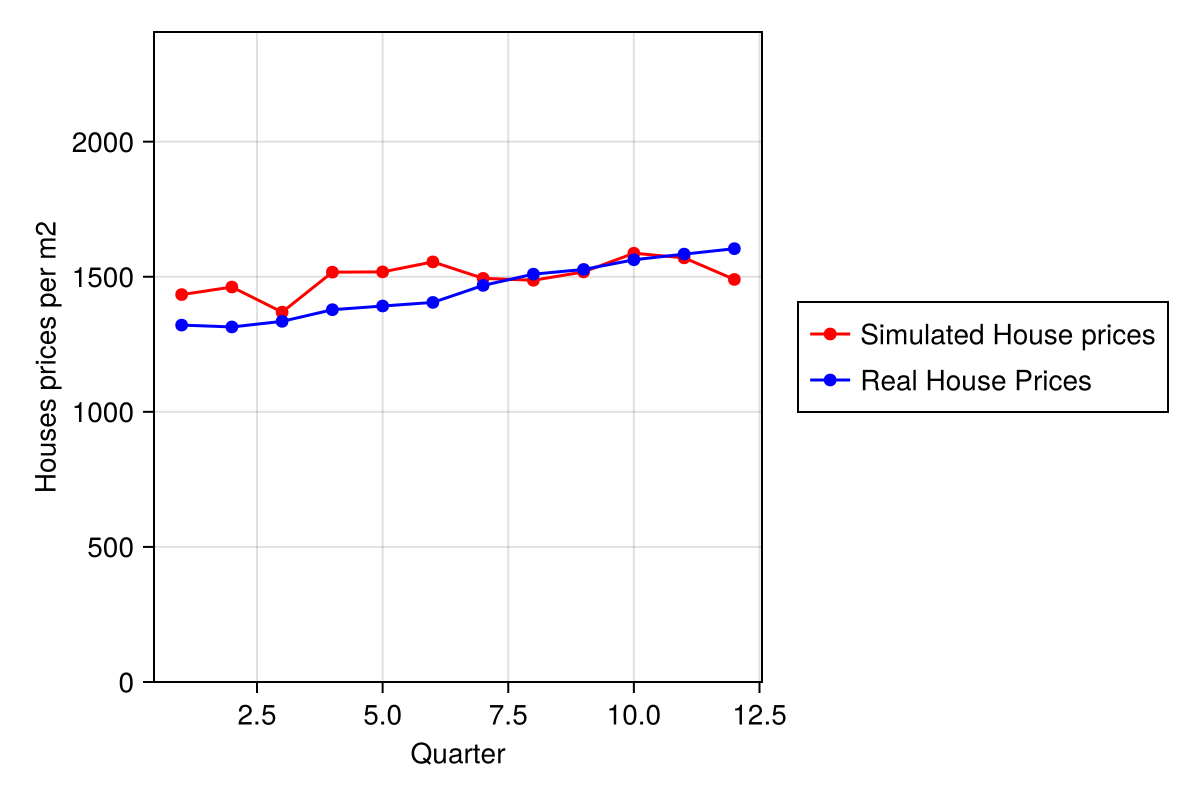 2000
1500
1000
500
0
Houses prices per m2
2.5 5.0 7.5 10.0 12.5
Quarter
Simulated House prices
Real House Prices